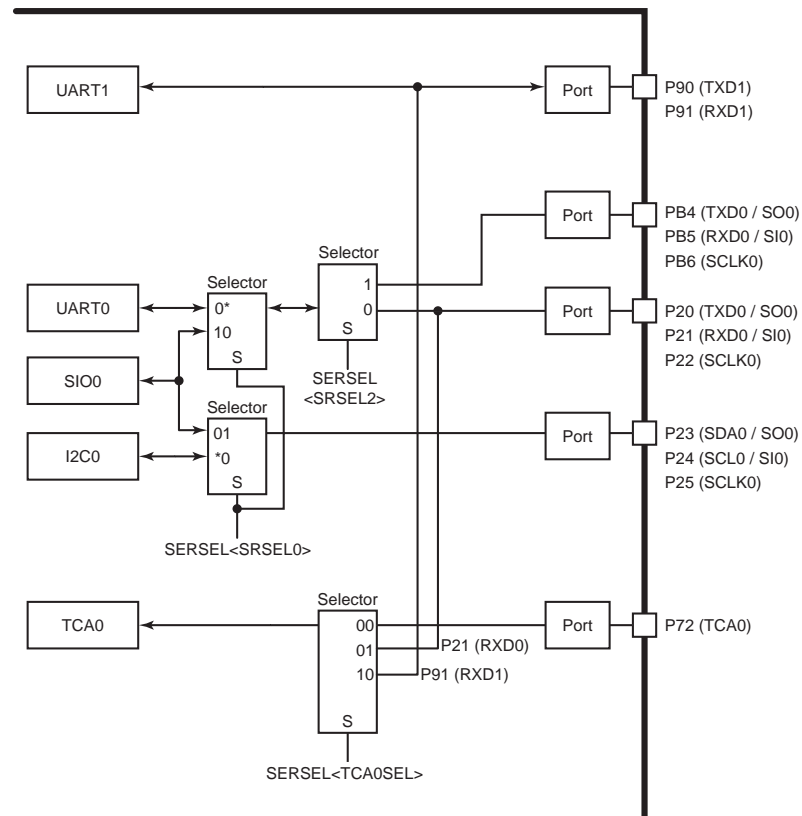 UART1
Port
P90 (TXD1)
P91 (RXD1)
Port
PB4 (TXD0 / SO0)
PB5 (RXD0 / SI0)
PB6 (SCLK0)
Selector
1
0
S
SERSEL
<SRSEL2>
Selector
0*
10
S
UART0
Port
P20 (TXD0 / SO0)
P21 (RXD0 / SI0)
P22 (SCLK0)
SIO0
Selector
01
*0
S
I2C0
Port
P23 (SDA0 / SO0)
P24 (SCL0 / SI0)
P25 (SCLK0)
SERSEL<SRSEL0>
Selector
TCA0
00
01
10
S
P21 (RXD0)
P91 (RXD1)
Port
P72 (TCA0)
SERSEL<TCA0SEL>